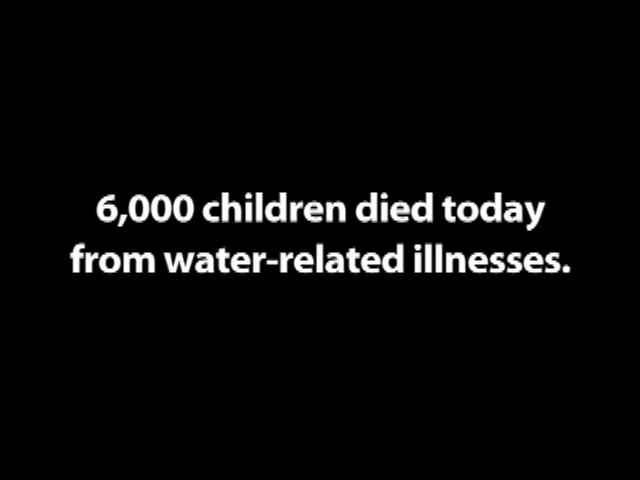 6,000 children died today
from water-related illnesses.